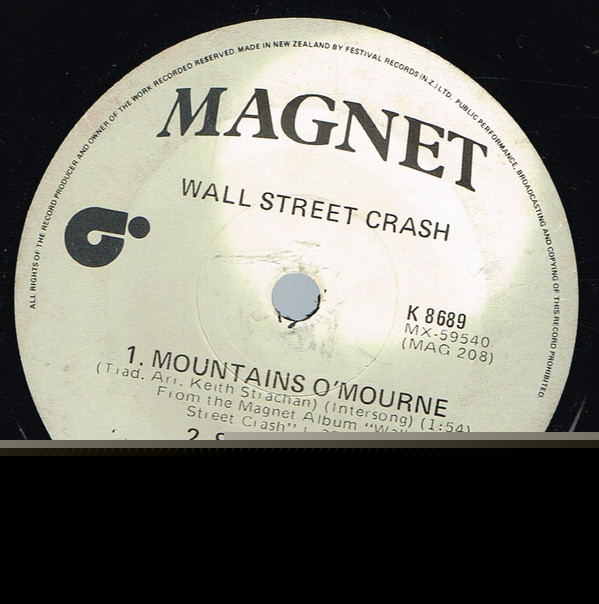 ALL RIGHTS OF THE RECORD PRODUCER AND OWNER OF THE WORK RECORDED RESERVED. MADE IN NEW ZEALAND BY FESTIVAL RECORDS (N.Z.) LTD. PUBLIC PERFORMANCE, BROADCASTING AND COPYING OF THIS RECORD PROHIBITED
MAGNET
WALL STREET CRASH
K 8689
MX-59540
(MAG 208)
1. MOUNTAINS O'MOURNE
(Trad. Arr. Keith Strachan) (Intersong) (1:54)
From the Magnet Album "Wall
Street Crash" L
2.